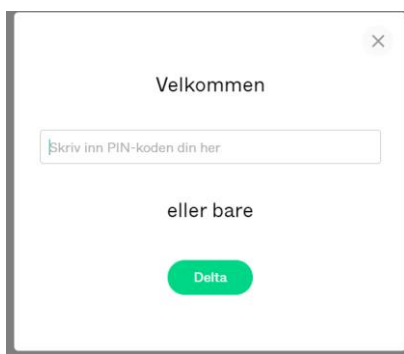 Velkommen
Skriv inn PIN-koden din her
eller bare
Delta